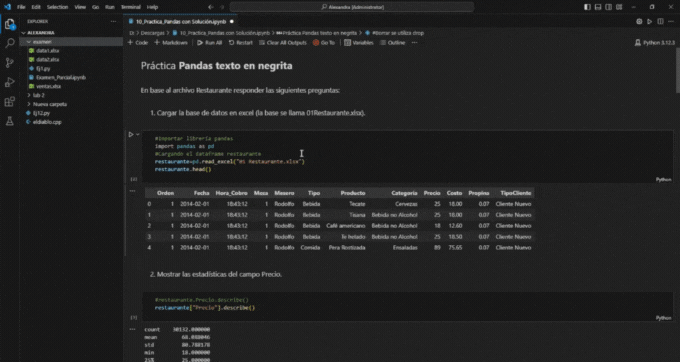 File Edit Selection View Go Run
Alexandra [Administrator]
EXPLORER
10_Practica_Pandas con Solución.ipynb
ALEXANDRA
examen
data1.xlsx
data2.xlsx
Ej1.py
Examen_Parcial.ipynb
ventas.xlsx
lab 2
Nueva carpeta
Ej12.py
eldiablo.cpp
D: > Descargas > 10_Practica_Pandas con Solución.ipynb > Práctica Pandas texto en negrita > #Borrar se utiliza drop
+ Code + Markdown Run All Restart Clear All Outputs Go To Variables Outline ...
Python 3.12.3
Práctica Pandas texto en negrita
En base al archivo Restaurante responder las siguientes preguntas:
1. Cargar la base de datos en excel (la base se llama 01Restaurante.xlsx).
#Importar librería pandas
import pandas as pd
#Cargando el dataframe restaurante
restaurante=pd.read_excel("01 Restaurante.xlsx")
restaurante.head()
Python
Orden Fecha Hora_Cobro Mesa Mesero Tipo Producto Categoria Precio Costo Propina TipoCliente
0 1 2014-02-01 18:43:12 1 Rodolfo Bebida Tecate Cervezas 25 18.00 0.07 Cliente Nuevo
1 1 2014-02-01 18:43:12 1 Rodolfo Bebida Tisana Bebida no Alcohol 25 18.00 0.07 Cliente Nuevo
2 1 2014-02-01 18:43:12 1 Rodolfo Bebida Café americano Bebida no Alcohol 18 12.60 0.07 Cliente Nuevo
3 1 2014-02-01 18:43:12 1 Rodolfo Bebida Te helado Bebida no Alcohol 25 18.50 0.07 Cliente Nuevo
4 1 2014-02-01 18:43:12 1 Rodolfo Comida Pera Rostizada Ensaladas 89 75.65 0.07 Cliente Nuevo
2. Mostrar las estadísticas del campo Precio.
#restaurante.Precio.describe()
restaurante["Precio"].describe()
Python
count 30132.000000
mean 68.088046
std 80.788378
min 18.000000
25% 25.000000